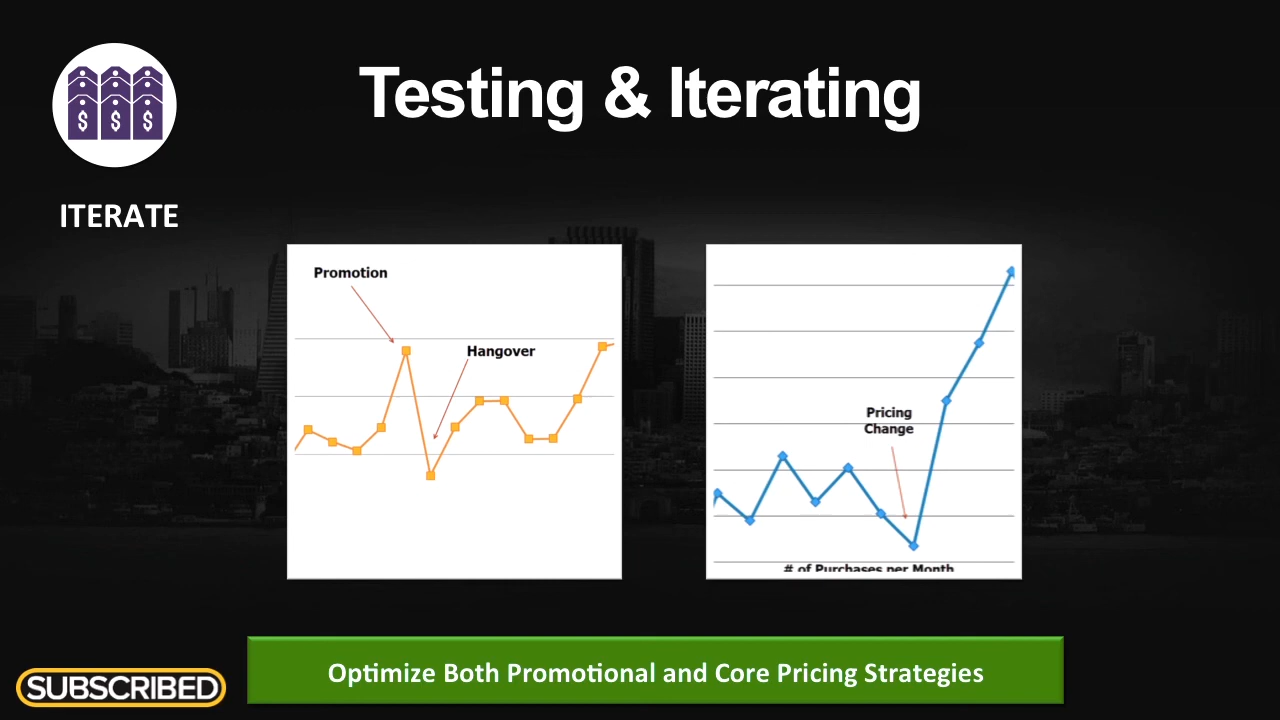 Testing & Iterating
$ $ $
ITERATE
Promotion
Hangover
Pricing
Change
# of Purchases per Month
Optimize Both Promotional and Core Pricing Strategies
SUBSCRIBED